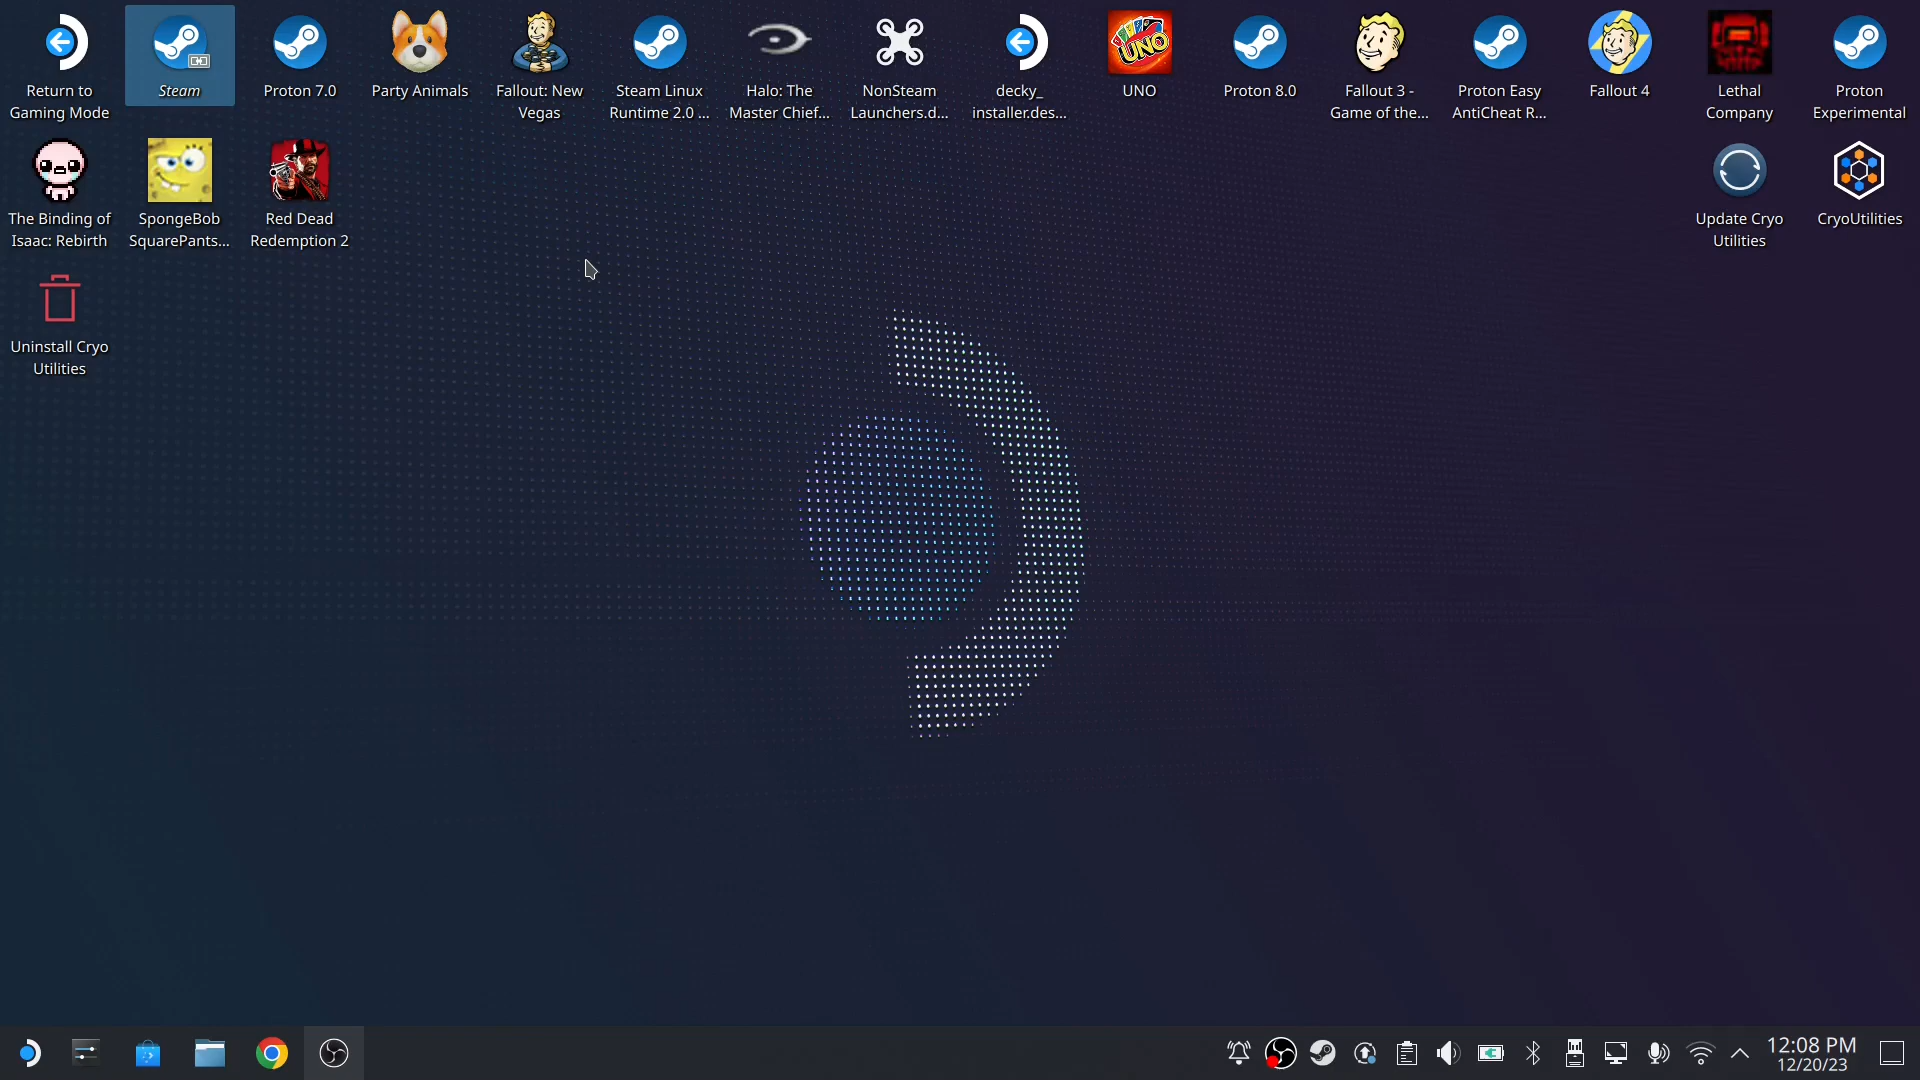 Return to
Gaming Mode
Steam
Proton 7.0
Party Animals
Fallout: New
Vegas
Steam Linux
Runtime 2.0 ...
Halo: The
Master Chief...
NonSteam
Launchers.d...
decky_
installer.des...
UNO
UNO
Proton 8.0
Fallout 3 -
Game of the...
Proton Easy
AntiCheat R...
Fallout 4
Lethal
Company
Proton
Experimental
The Binding of
Isaac: Rebirth
SpongeBob
SquarePants...
Red Dead
Redemption 2
Update Cryo
Utilities
CryoUtilities
Uninstall Cryo
Utilities
12:08 PM
12/20/23